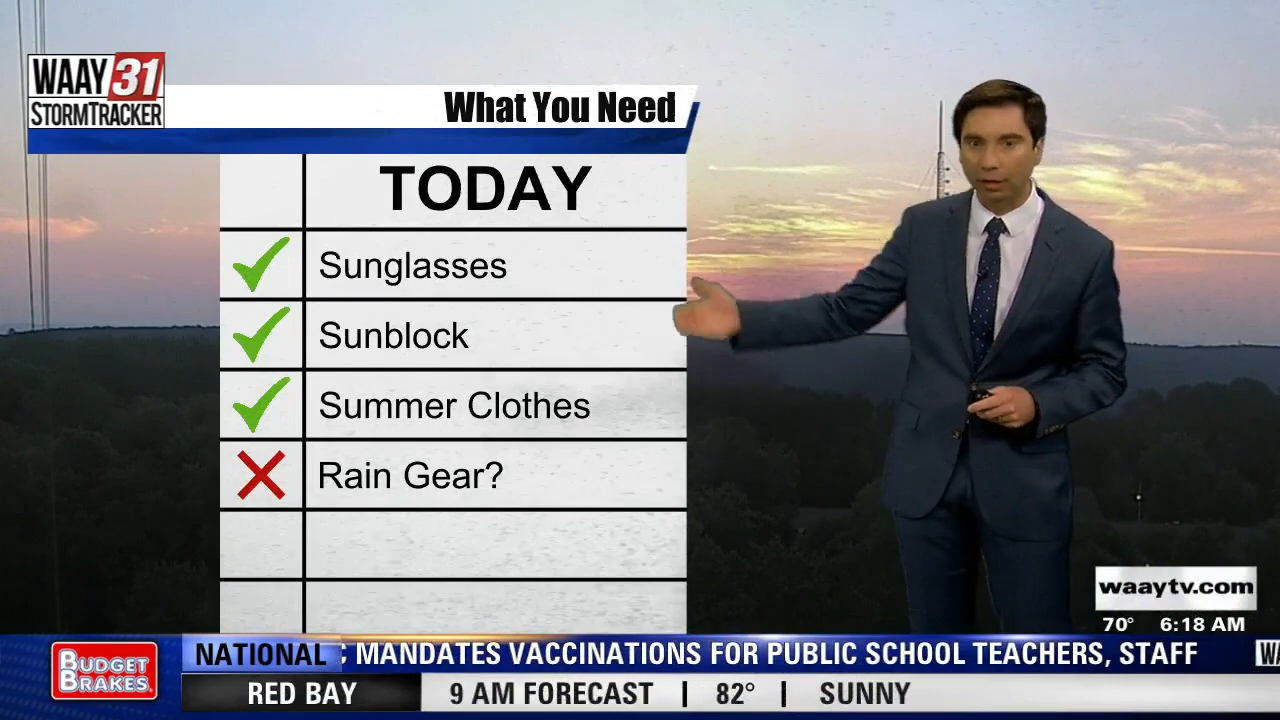 WAAY 31
STORMTRACKER
What You Need
TODAY
Sunglasses
Sunblock
Summer Clothes
Rain Gear?
waaytv.com
70° 6:18 AM
BUDGET
BRAKES
NATIONAL MANDATES VACCINATIONS FOR PUBLIC SCHOOL TEACHERS, STAFF
RED BAY 9 AM FORECAST | 82° | SUNNY